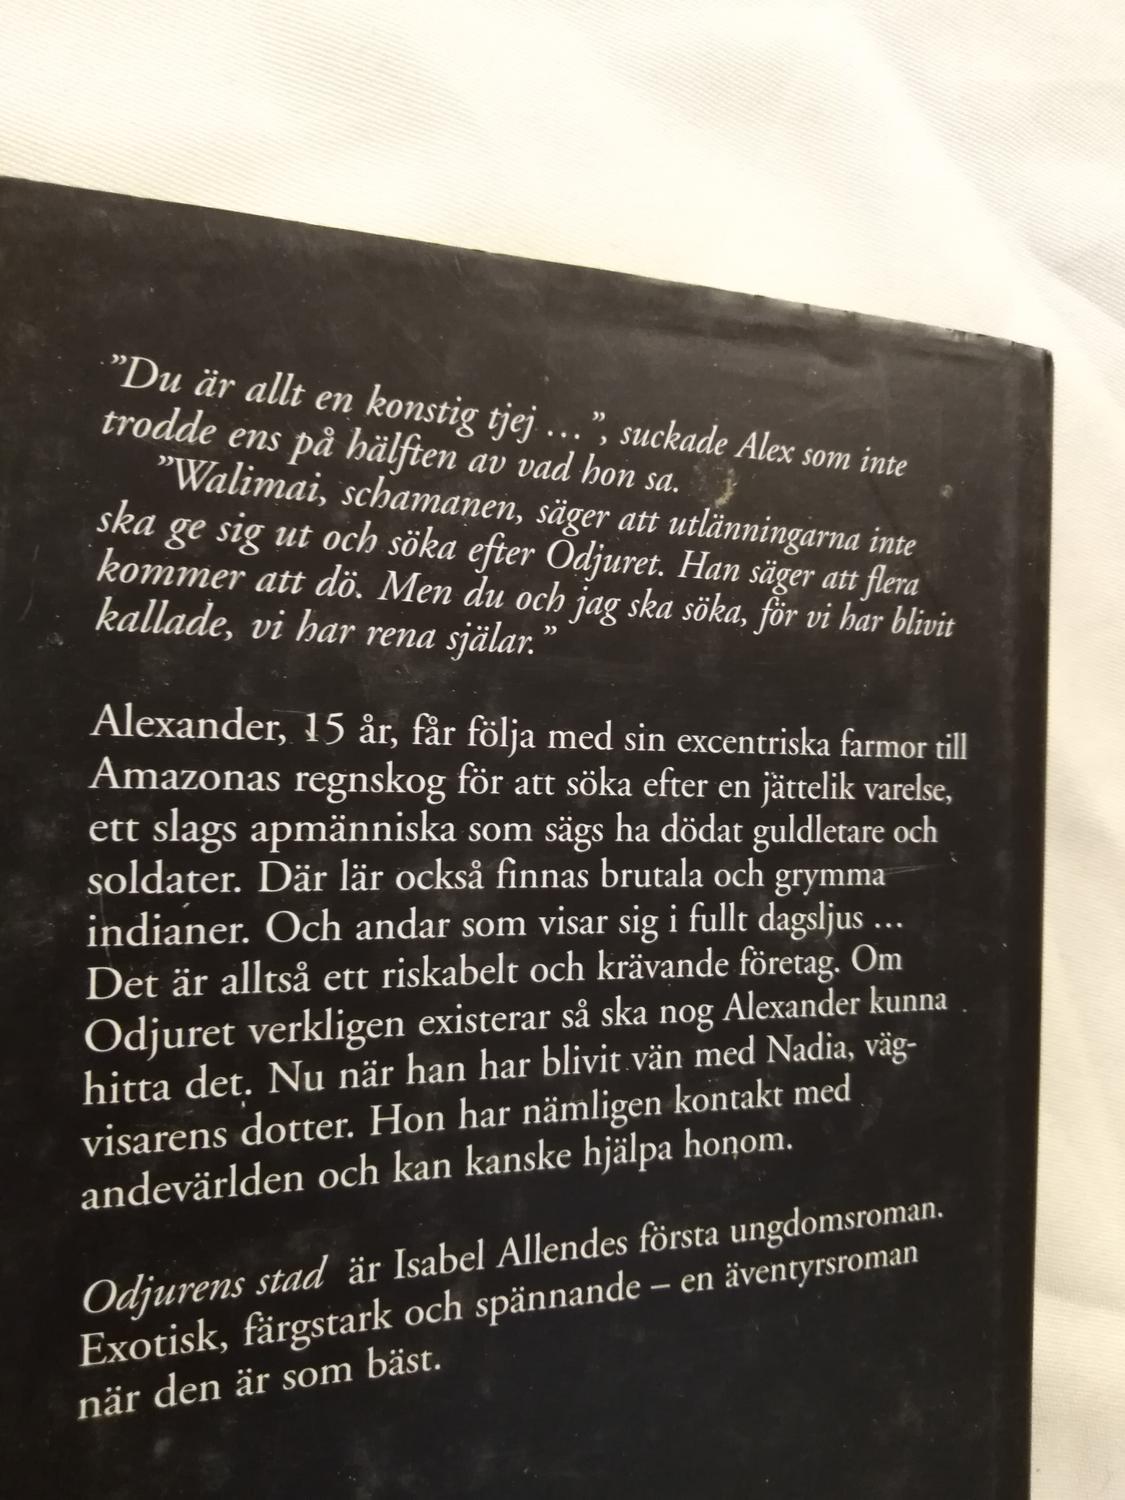 ”Du är allt en konstig tjej …”, suckade Alex som inte
trodde ens på hälften av vad hon sa.
”Walimai, schamanen, säger att utlänningarna inte
ska ge sig ut och söka efter Odjuret. Han säger att flera
kommer att dö. Men du och jag ska söka, för vi har blivit
kallade, vi har rena själar.”
Alexander, 15 år, får följa med sin excentriska farmor till
Amazonas regnskog för att söka efter en jättelik varelse,
ett slags apmänniska som sägs ha dödat guldletare och
soldater. Där lär också finnas brutala och grymma
indianer. Och andar som visar sig i fullt dagsljus …
Det är alltså ett riskabelt och krävande företag. Om
Odjuret verkligen existerar så ska nog Alexander kunna
hitta det. Nu när han har blivit vän med Nadia, väg-
visarens dotter. Hon har nämligen kontakt med
andevärlden och kan kanske hjälpa honom.
Odjurens stad är Isabel Allendes första ungdomsroman.
Exotisk, färgstark och spännande – en äventyrsroman
när den är som bäst.